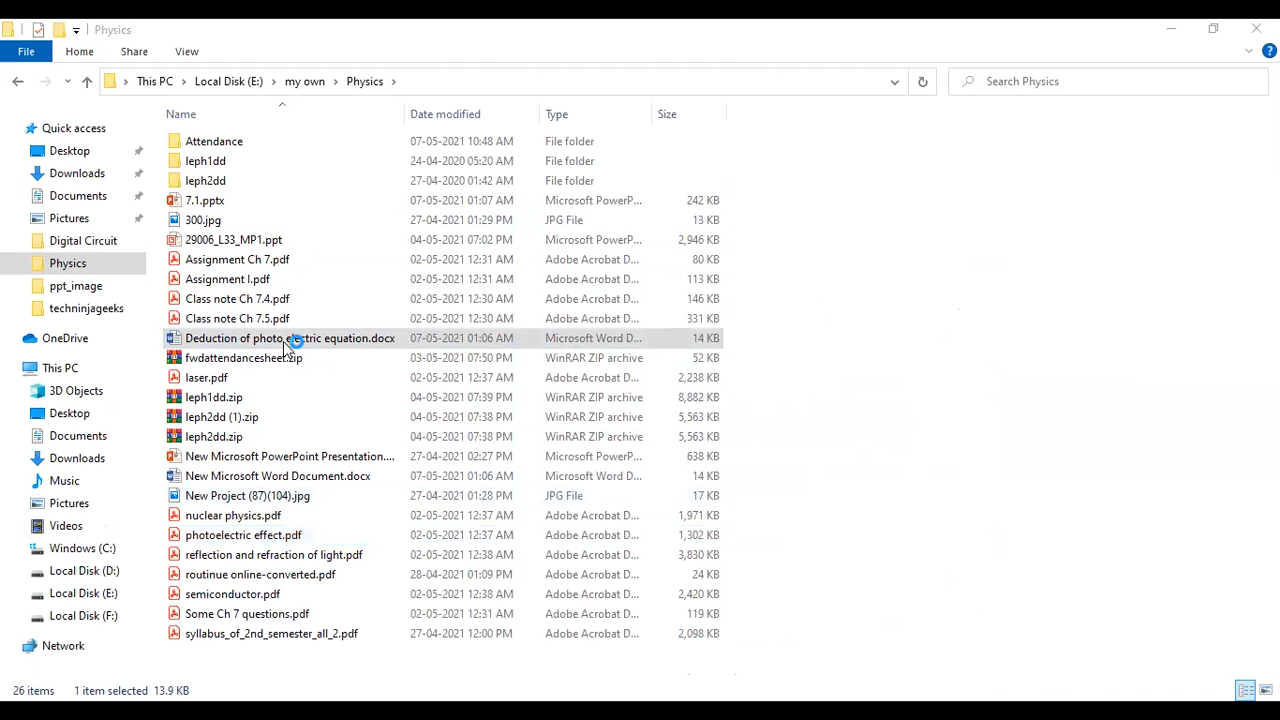 Physics
File Home Share View
This PC Local Disk (E:) my own Physics Search Physics
Name Date modified Type Size
Quick access
Desktop
Downloads
Documents
Pictures
Digital Circuit
Physics
ppt_image
techninjageeks
OneDrive
This PC
3D Objects
Desktop
Documents
Downloads
Music
Pictures
Videos
Windows (C:)
Local Disk (D:)
Local Disk (E:)
Local Disk (F:)
Network
Attendance 07-05-2021 10:48 AM File folder
leph1dd 24-04-2020 05:20 AM File folder
leph2dd 27-04-2020 01:42 AM File folder
7.1.pptx 07-05-2021 01:07 AM Microsoft PowerP... 242 KB
300.jpg 27-04-2021 01:29 PM JPG File 13 KB
29006_L33_MP1.ppt 04-05-2021 07:02 PM Microsoft PowerP... 2,946 KB
Assignment Ch 7.pdf 02-05-2021 12:31 AM Adobe Acrobat D... 80 KB
Assignment I.pdf 02-05-2021 12:31 AM Adobe Acrobat D... 113 KB
Class note Ch 7.4.pdf 02-05-2021 12:30 AM Adobe Acrobat D... 146 KB
Class note Ch 7.5.pdf 02-05-2021 12:30 AM Adobe Acrobat D... 331 KB
Deduction of photo electric equation.docx 07-05-2021 01:06 AM Microsoft Word D... 14 KB
fwdattendancesheet.zip 03-05-2021 07:50 PM WinRAR ZIP archive 52 KB
laser.pdf 02-05-2021 12:37 AM Adobe Acrobat D... 2,238 KB
leph1dd.zip 04-05-2021 07:39 PM WinRAR ZIP archive 8,882 KB
leph2dd (1).zip 04-05-2021 07:38 PM WinRAR ZIP archive 5,563 KB
leph2dd.zip 04-05-2021 07:38 PM WinRAR ZIP archive 5,563 KB
New Microsoft PowerPoint Presentation.... 27-04-2021 02:27 PM Microsoft PowerP... 638 KB
New Microsoft Word Document.docx 07-05-2021 01:06 AM Microsoft Word D... 14 KB
New Project (87)(104).jpg 27-04-2021 01:28 PM JPG File 17 KB
nuclear physics.pdf 02-05-2021 12:37 AM Adobe Acrobat D... 1,971 KB
photoelectric effect.pdf 02-05-2021 12:37 AM Adobe Acrobat D... 1,302 KB
reflection and refraction of light.pdf 02-05-2021 12:38 AM Adobe Acrobat D... 3,830 KB
routinue online-converted.pdf 28-04-2021 01:09 PM Adobe Acrobat D... 24 KB
semiconductor.pdf 02-05-2021 12:38 AM Adobe Acrobat D... 2,420 KB
Some Ch 7 questions.pdf 02-05-2021 12:31 AM Adobe Acrobat D... 119 KB
syllabus_of_2nd_semester_all_2.pdf 27-04-2021 12:00 PM Adobe Acrobat D... 2,098 KB
26 items 1 item selected 13.9 KB